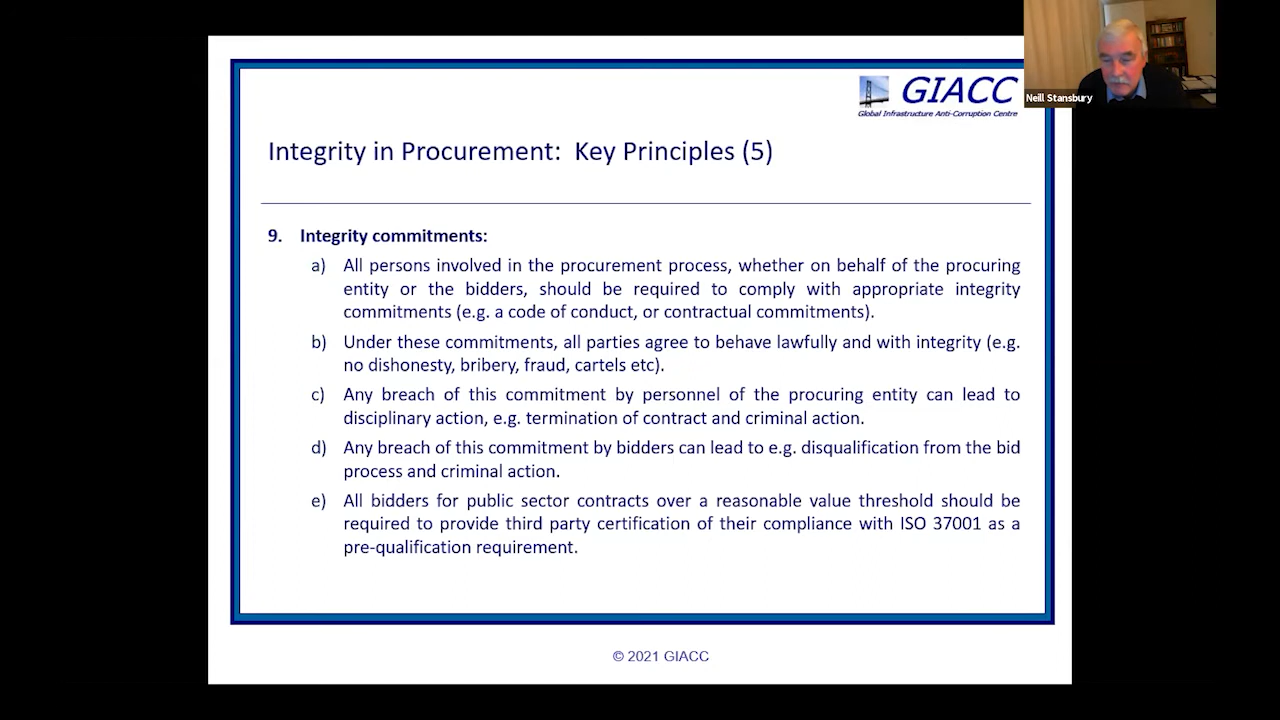 GIACC
Global Infrastructure Anti-Corruption Centre
Neill Stansbury
Integrity in Procurement: Key Principles (5)
9. Integrity commitments:
a) All persons involved in the procurement process, whether on behalf of the procuring
entity or the bidders, should be required to comply with appropriate integrity
commitments (e.g. a code of conduct, or contractual commitments).
b) Under these commitments, all parties agree to behave lawfully and with integrity (e.g.
no dishonesty, bribery, fraud, cartels etc).
c) Any breach of this commitment by personnel of the procuring entity can lead to
disciplinary action, e.g. termination of contract and criminal action.
d) Any breach of this commitment by bidders can lead to e.g. disqualification from the bid
process and criminal action.
e) All bidders for public sector contracts over a reasonable value threshold should be
required to provide third party certification of their compliance with ISO 37001 as a
pre-qualification requirement.
© 2021 GIACC